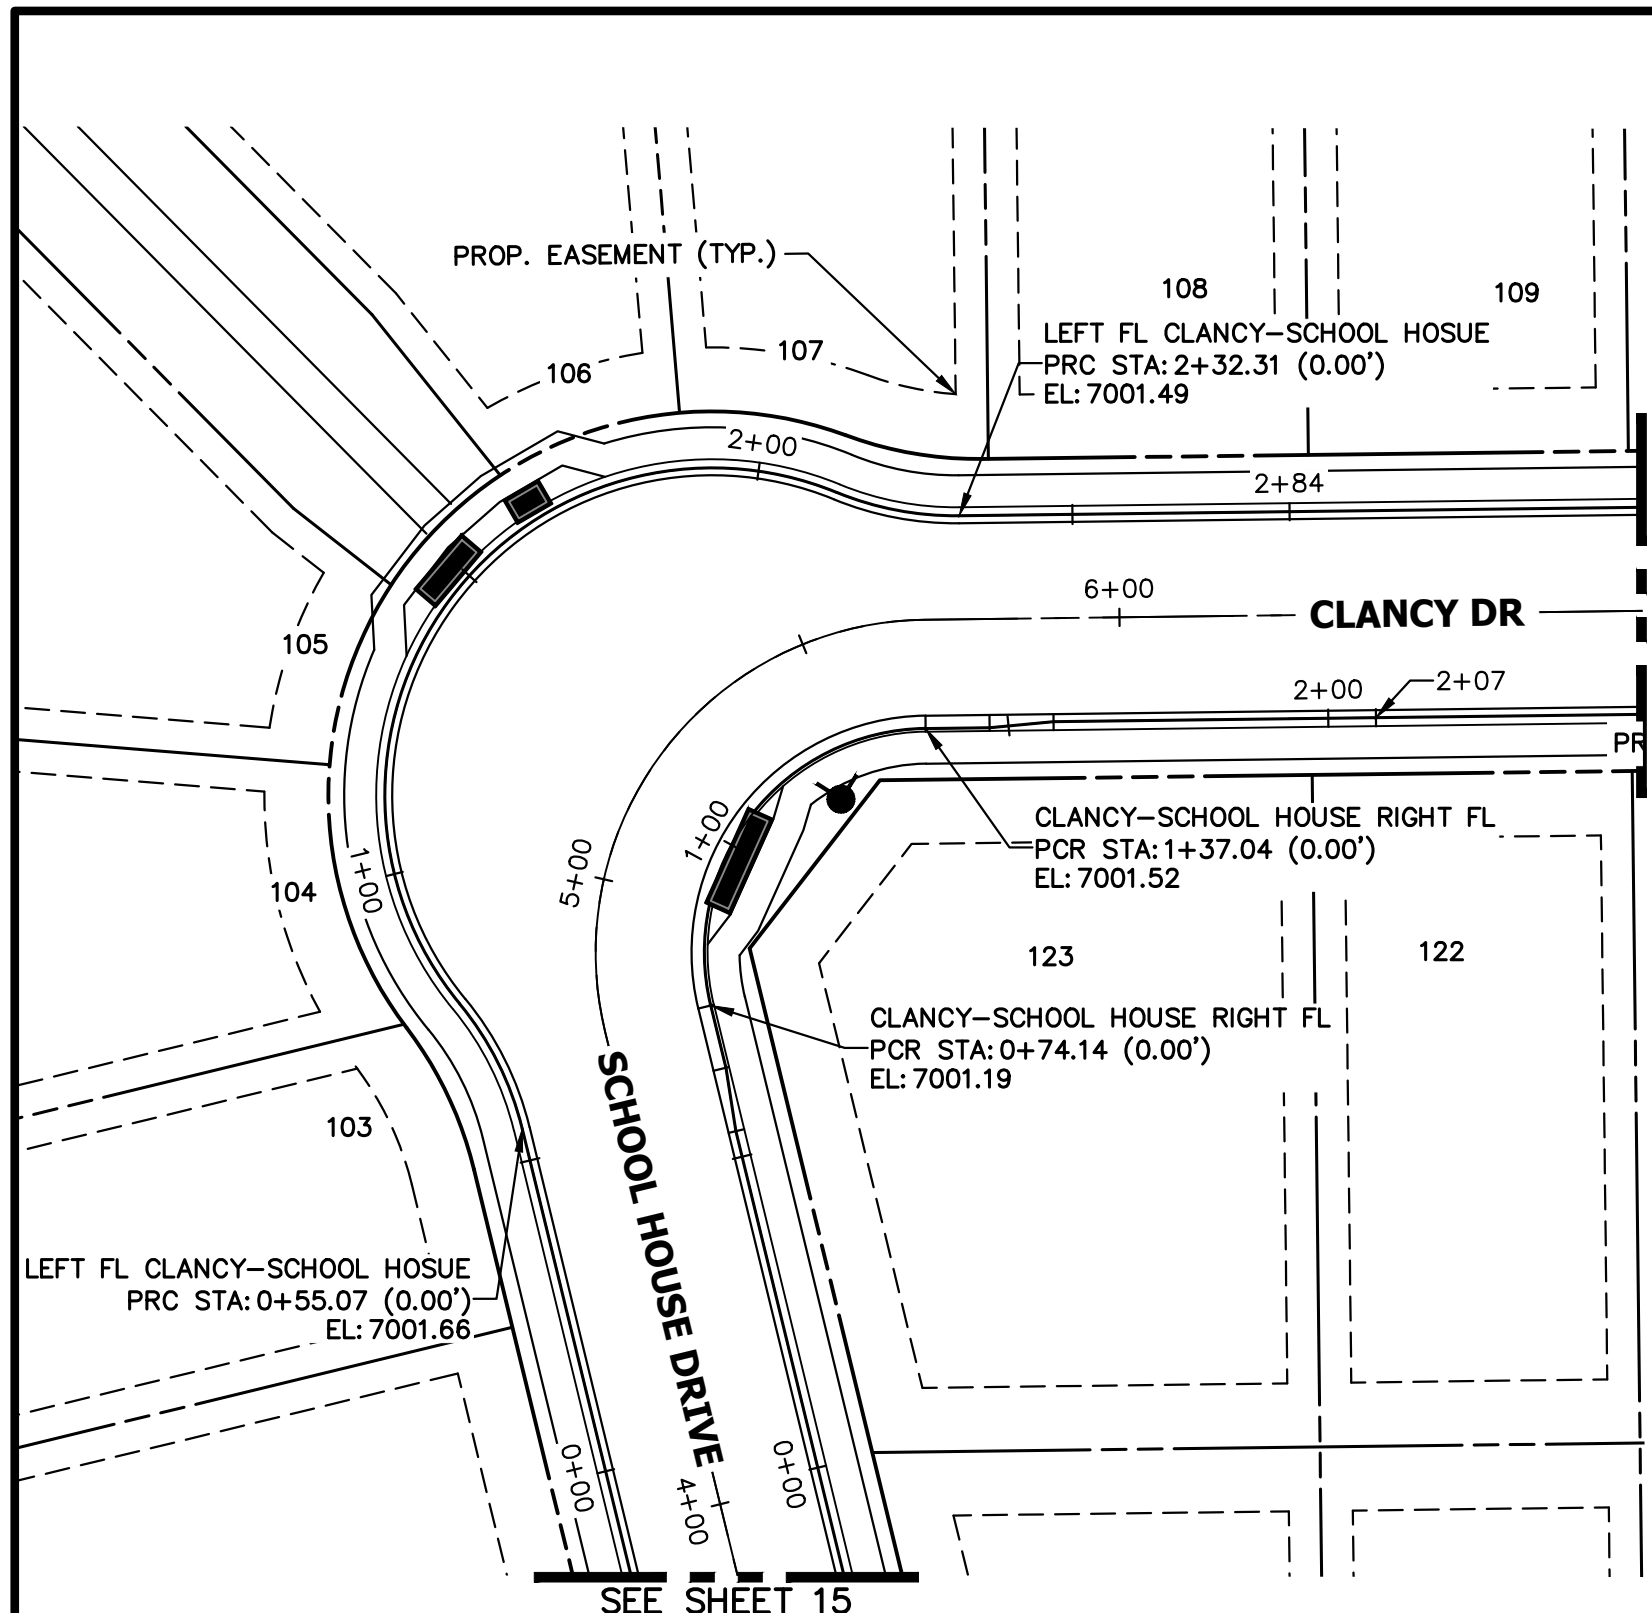 PROP. EASEMENT (TYP.)
108
109
LEFT FL CLANCY–SCHOOL HOSUE
PRC STA: 2+32.31 (0.00')
EL: 7001.49
107
106
2+00
2+84
6+00
CLANCY DR
105
2+00
2+07
PR
1+00
CLANCY–SCHOOL HOUSE RIGHT FL
PCR STA: 1+37.04 (0.00')
EL: 7001.52
5+00
1+00
104
123
122
CLANCY–SCHOOL HOUSE RIGHT FL
PCR STA: 0+74.14 (0.00')
EL: 7001.19
SCHOOL HOUSE DRIVE
103
LEFT FL CLANCY–SCHOOL HOSUE
PRC STA: 0+55.07 (0.00')
EL: 7001.66
0+00
4+00
0+00
SEE SHEET 15